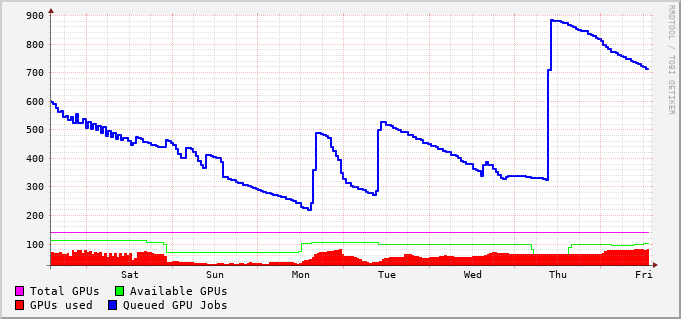 900
800
700
600
500
400
300
200
100
Sat Sun Mon Tue Wed Thu Fri
Total GPUs Available GPUs
GPUs used Queued GPU Jobs
RRDTOOL / TOBI OETIKER